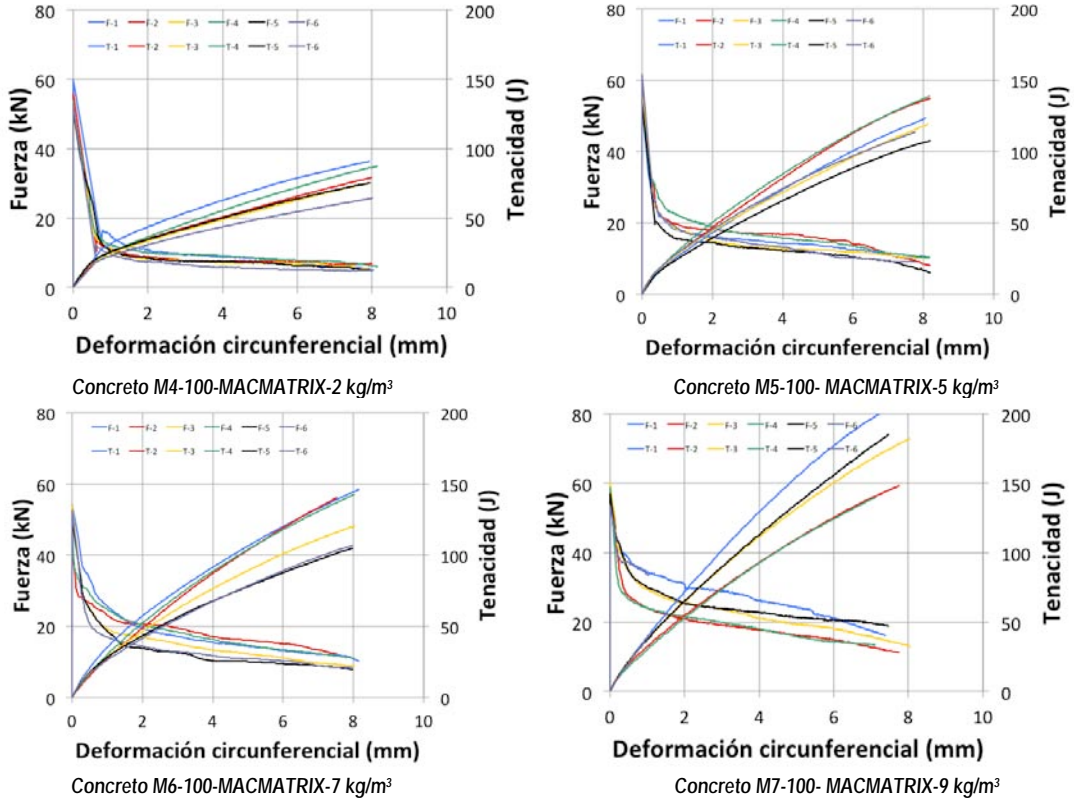 F-1 F-2 F-3 F-4 F-5 F-6
T-1 T-2 T-3 T-4 T-5 T-6
80 60 40 20 0
Fuerza (kN)
200 150 100 50 0
Tenacidad (J)
0 2 4 6 8 10
Deformación circunferencial (mm)
Concreto M4-100-MACMATRIX-2 kg/m³
F-1 F-2 F-3 F-4 F-5 F-6
T-1 T-2 T-3 T-4 T-5 T-6
80 60 40 20 0
Fuerza (kN)
200 150 100 50 0
Tenacidad (J)
0 2 4 6 8 10
Deformación circunferencial (mm)
Concreto M5-100- MACMATRIX-5 kg/m³
F-1 F-2 F-3 F-4 F-5 F-6
T-1 T-2 T-3 T-4 T-5 T-6
80 60 40 20 0
Fuerza (kN)
200 150 100 50 0
Tenacidad (J)
0 2 4 6 8 10
Deformación circunferencial (mm)
Concreto M6-100-MACMATRIX-7 kg/m³
F-1 F-2 F-3 F-4 F-5 F-6
T-1 T-2 T-3 T-4 T-5 T-6
80 60 40 20 0
Fuerza (kN)
200 150 100 50 0
Tenacidad (J)
0 2 4 6 8 10
Deformación circunferencial (mm)
Concreto M7-100- MACMATRIX-9 kg/m³